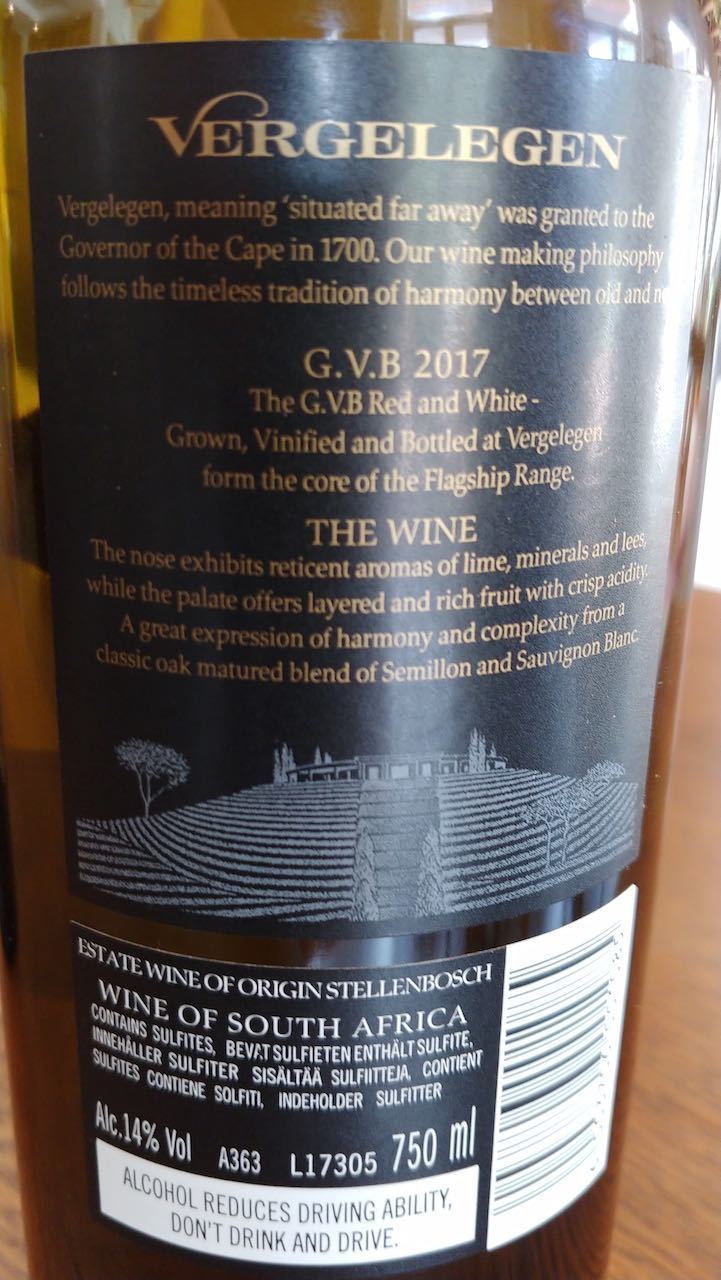 VERGELEGEN
Vergelegen, meaning 'situated far away' was granted to the
Governor of the Cape in 1700. Our wine making philosophy
follows the timeless tradition of harmony between old and
G.V.B 2017
The G.V.B Red and White -
Grown, Vinified and Bottled at Vergelegen
form the core of the Flagship Range.
THE WINE
The nose exhibits reticent aromas of lime, minerals and lees,
while the palate offers layered and rich fruit with crisp acidity.
A great expression of harmony and complexity from a
classic oak matured blend of Semillon and Sauvignon Blanc.
ESTATE WINE OF ORIGIN STELLENBOSCH
WINE OF SOUTH AFRICA
CONTAINS SULFITES, BEVAT SULFIETEN ENTHÄLT SULFITE,
INNEHÅLLER SULFITER SISÄLTÄÄ SULFIITTEJA, CONTIENT
SULFITES CONTIENE SOLFITI, INDEHOLDER SULFITTER
Alc.14% Vol A363 L17305 750 ml
ALCOHOL REDUCES DRIVING ABILITY,
DON'T DRINK AND DRIVE.